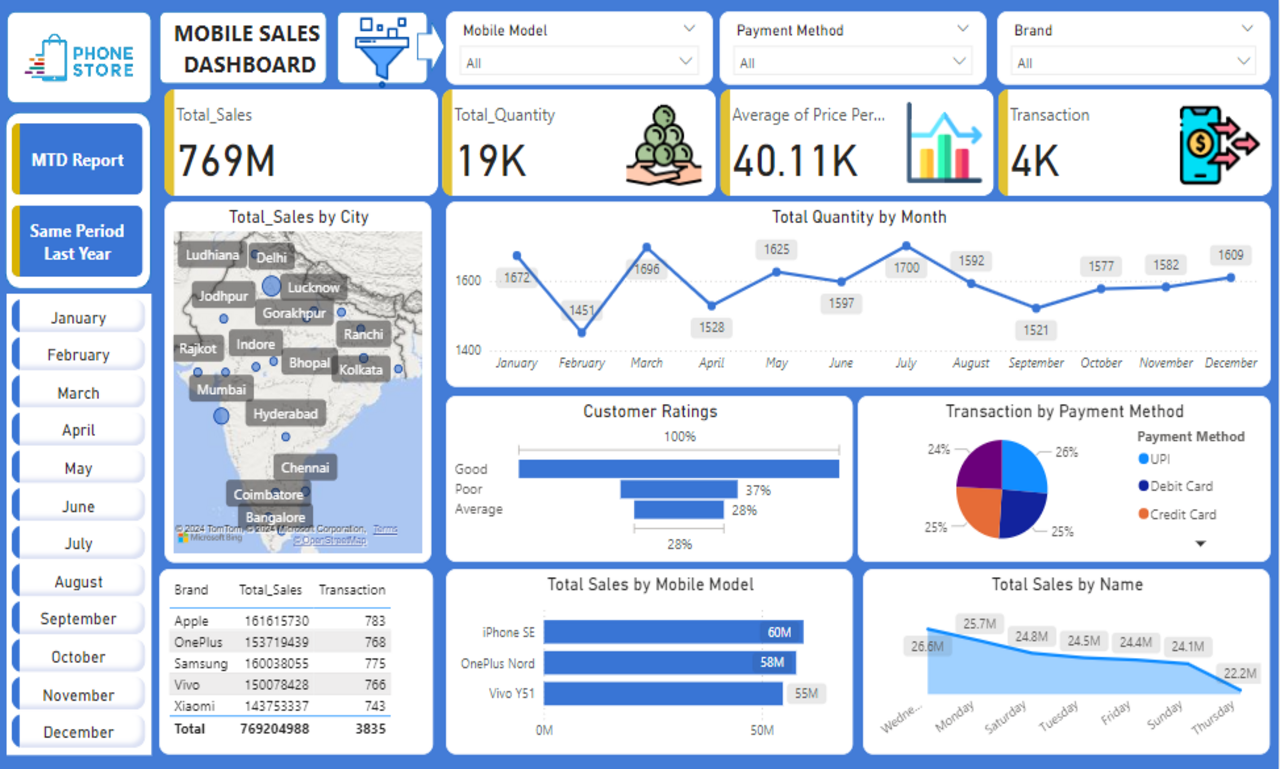 PHONE
STORE
MOBILE SALES
DASHBOARD
Mobile Model
All
Payment Method
All
Brand
All
MTD Report
Same Period
Last Year
January
February
March
April
May
June
July
August
September
October
November
December
Total_Sales
769M
Total_Quantity
19K
Average of Price Per...
40.11K
Transaction
4K
Total_Sales by City
Ludhiana
Delhi
Lucknow
Jodhpur
Gorakhpur
Ranchi
Rajkot
Indore
Bhopal
Kolkata
Mumbai
Hyderabad
Chennai
Coimbatore
Bangalore
© 2024 TomTom, © 2024 Microsoft Corporation, Terms
Microsoft Bing
© OpenStreetMap
Total Quantity by Month
1600
1400
1672
1451
1696
1528
1625
1597
1700
1592
1521
1577
1582
1609
January February March April May June July August September October November December
Customer Ratings
100%
Good
Poor 37%
Average 28%
28%
Transaction by Payment Method
24%
26%
25%
25%
Payment Method
UPI
Debit Card
Credit Card
Brand Total_Sales Transaction
Apple 161615730 783
OnePlus 153719439 768
Samsung 160038055 775
Vivo 150078428 766
Xiaomi 143753337 743
Total 769204988 3835
Total Sales by Mobile Model
iPhone SE 60M
OnePlus Nord 58M
Vivo Y51 55M
0M 50M
Total Sales by Name
26.6M
25.7M
24.8M
24.5M
24.4M
24.1M
22.2M
Wedne... Monday Saturday Tuesday Friday Sunday Thursday